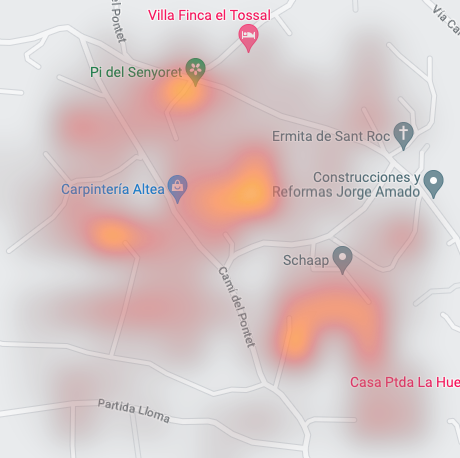 Villa Finca el Tossal
del Pontet
Via Ca
Pi del Senyoret
Ermita de Sant Roc
Construcciones y
Reformas Jorge Amado
Carpintería Altea
Schaap
Camí del Pontet
Casa Ptda La Hue
Partida Lloma